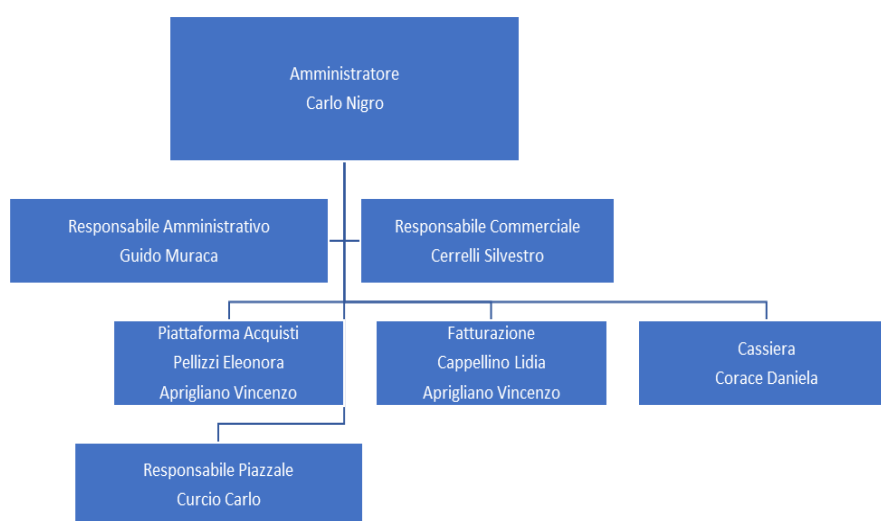 Amministratore
Carlo Nigro
Responsabile Amministrativo
Guido Muraca
Responsabile Commerciale
Cerrelli Silvestro
Piattaforma Acquisti
Pellizzi Eleonora
Aprigliano Vincenzo
Fatturazione
Cappellino Lidia
Aprigliano Vincenzo
Cassiera
Corace Daniela
Responsabile Piazzale
Curcio Carlo